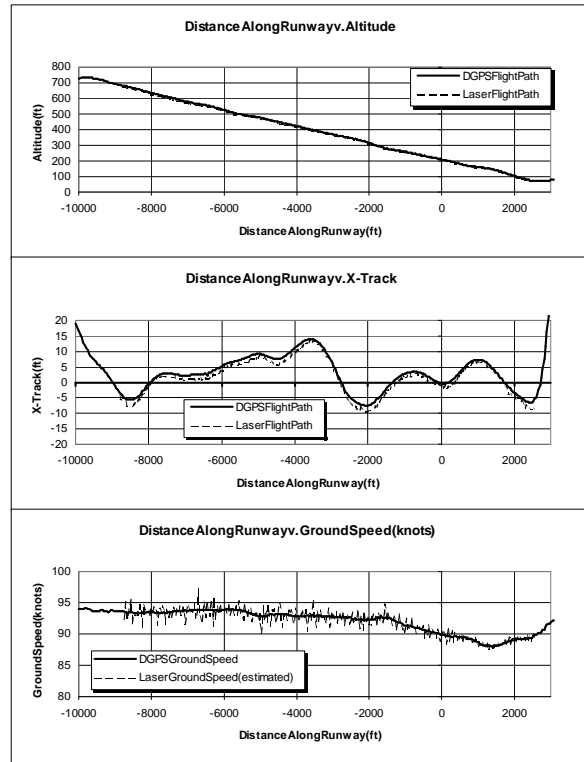 DistanceAlongRunwayv.Altitude
800
700
600
500
400
300
200
100
0
Altitude(ft)
DGPSFlightPath
LaserFlightPath
-10000 -8000 -6000 -4000 -2000 0 2000
DistanceAlongRunway(ft)
DistanceAlongRunwayv.X-Track
20
15
10
5
0
-5
-10
-15
-20
X-Track(ft)
DGPSFlightPath
LaserFlightPath
-10000 -8000 -6000 -4000 -2000 0 2000
DistanceAlongRunway(ft)
DistanceAlongRunwayv.GroundSpeed(knots)
100
95
90
85
80
GroundSpeed(knots)
DGPSGroundSpeed
LaserGroundSpeed(estimated)
-10000 -8000 -6000 -4000 -2000 0 2000
DistanceAlongRunway(ft)